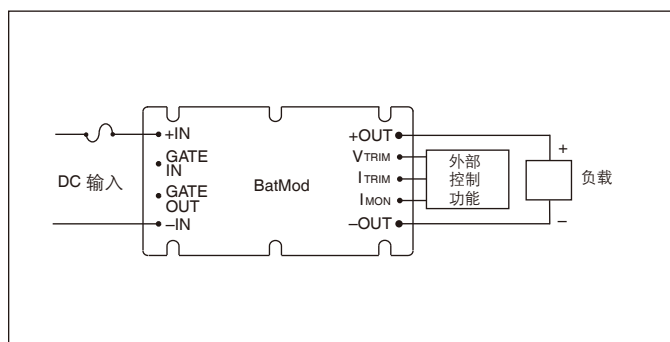 +IN
GATE
IN
GATE
OUT
–IN
DC 输入
BatMod
+OUT
VTRIM
ITRIM
IMON
–OUT
外部
控制
功能
+
负载
–